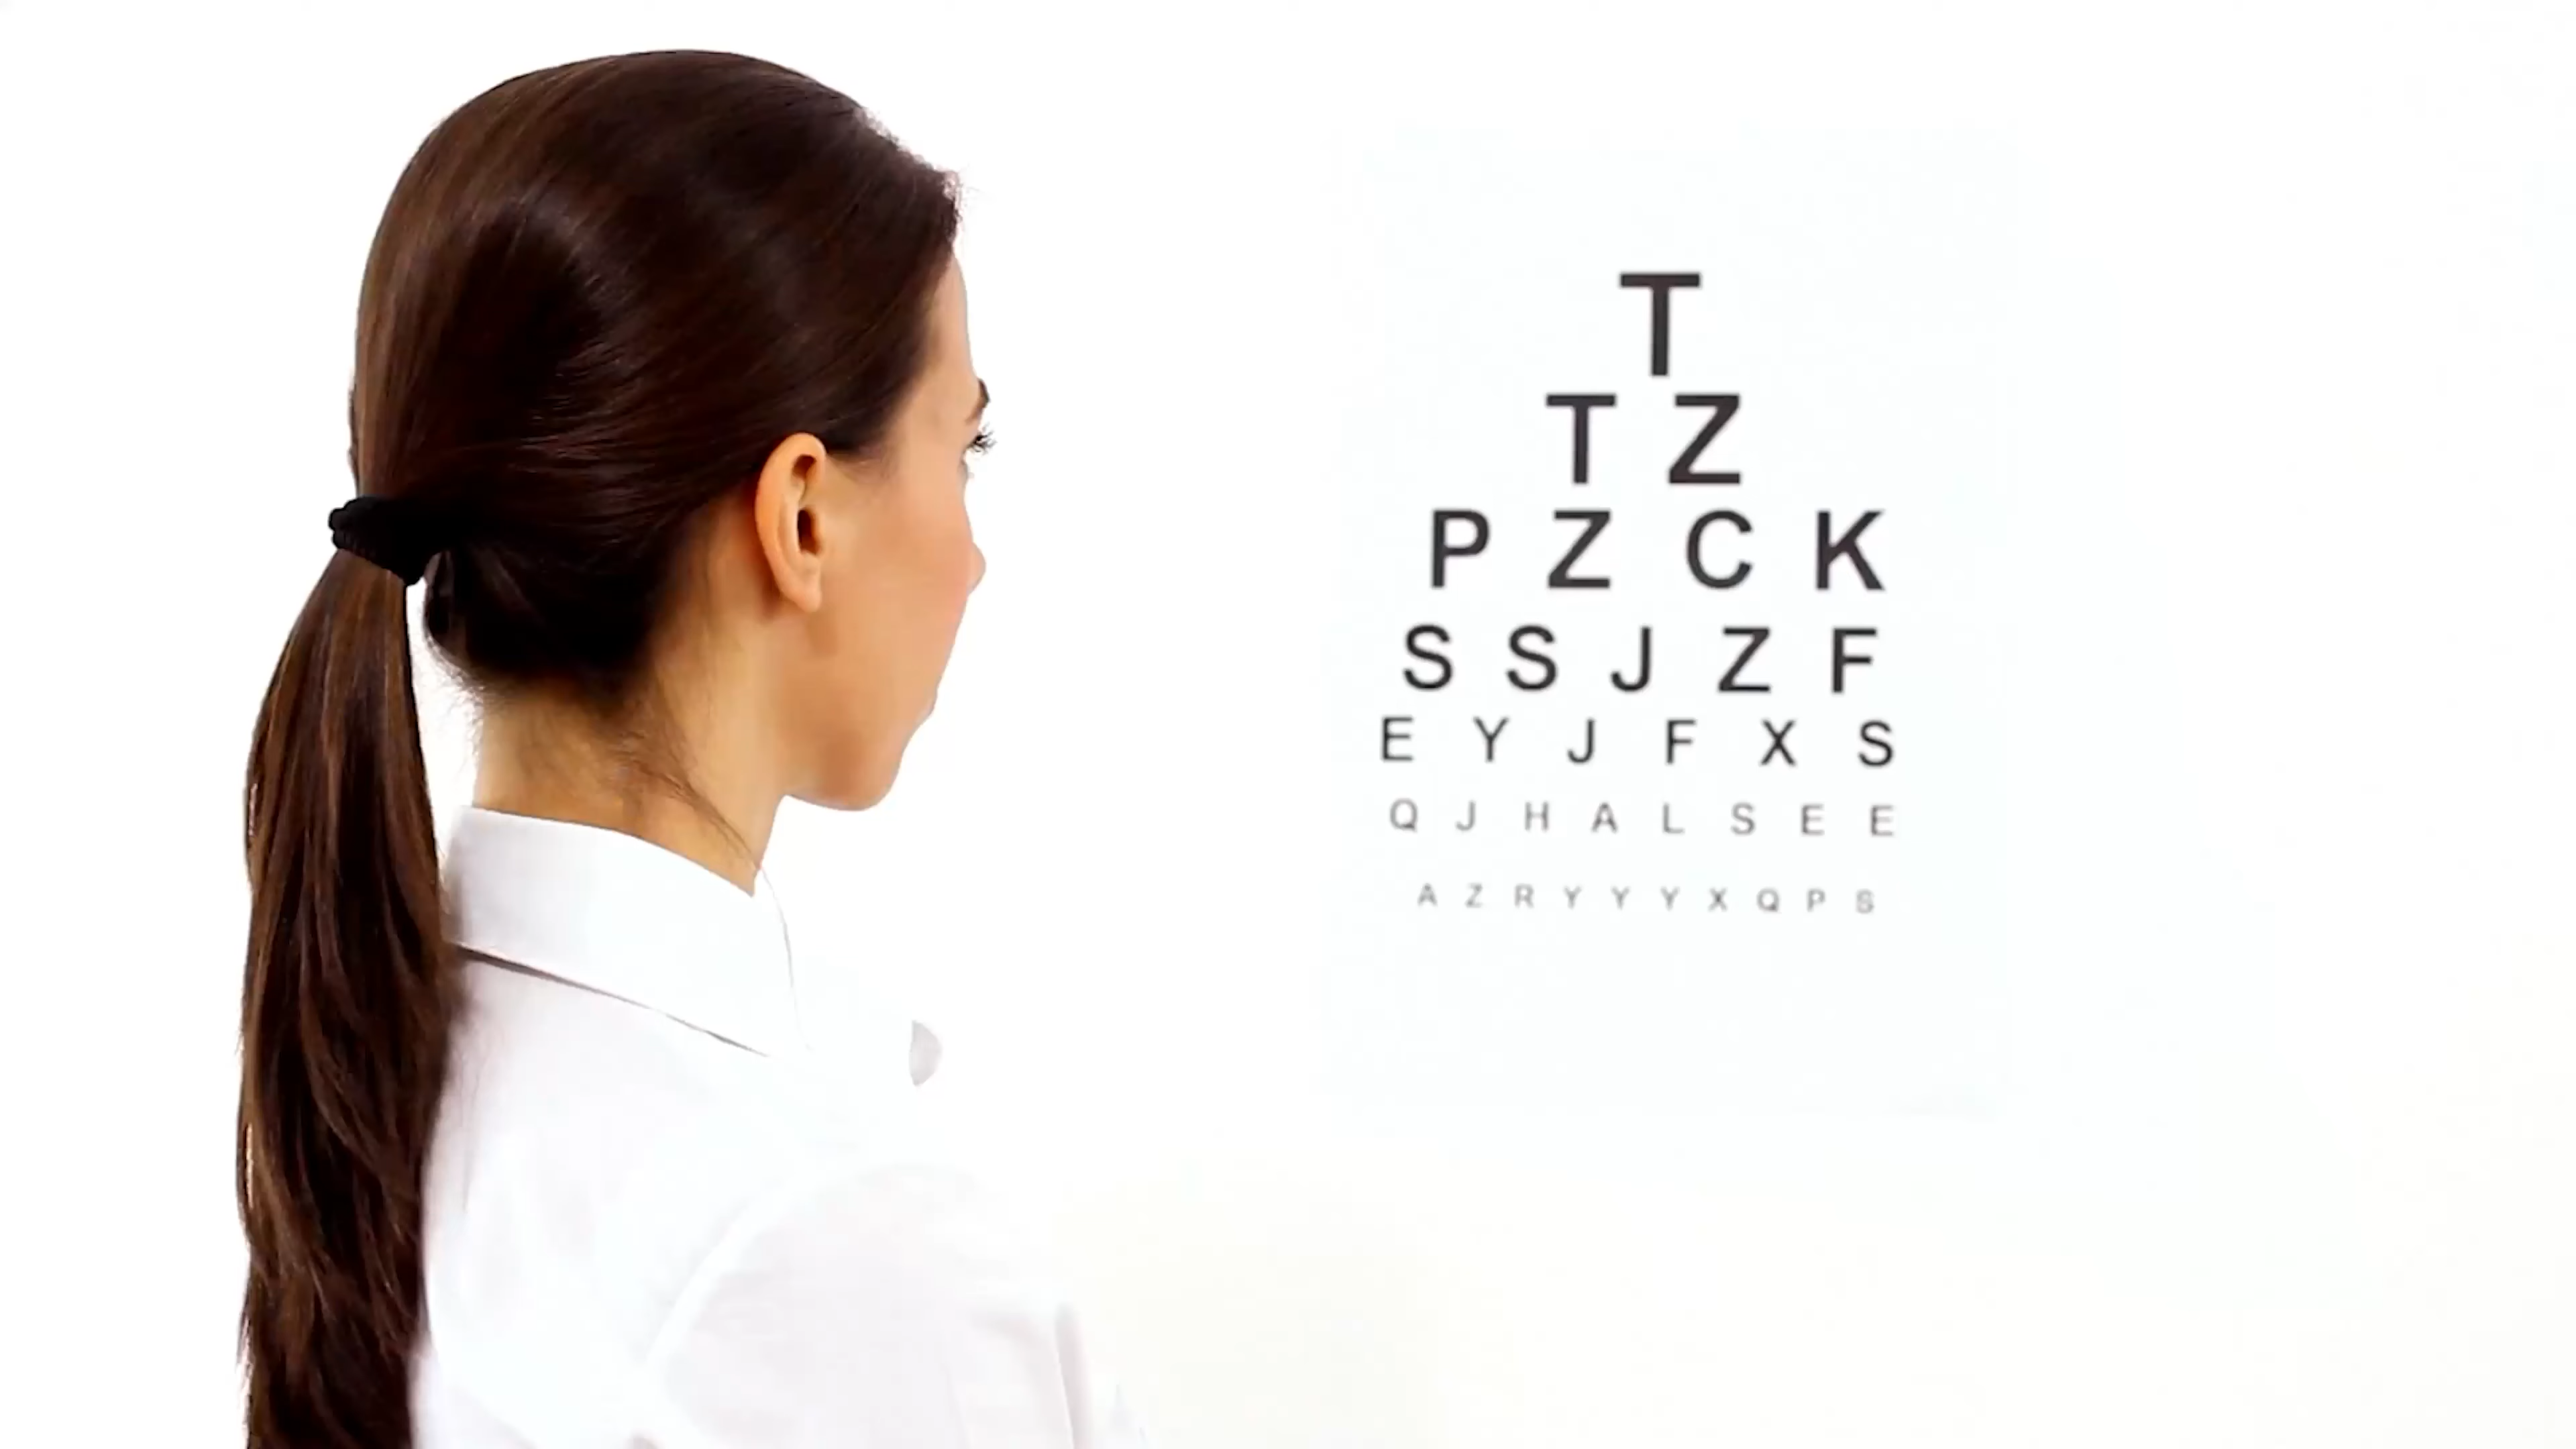 T
T Z
P Z C K
S S J Z F
E Y J F X S
Q J H A L S E E
A Z R Y Y Y X Q P S